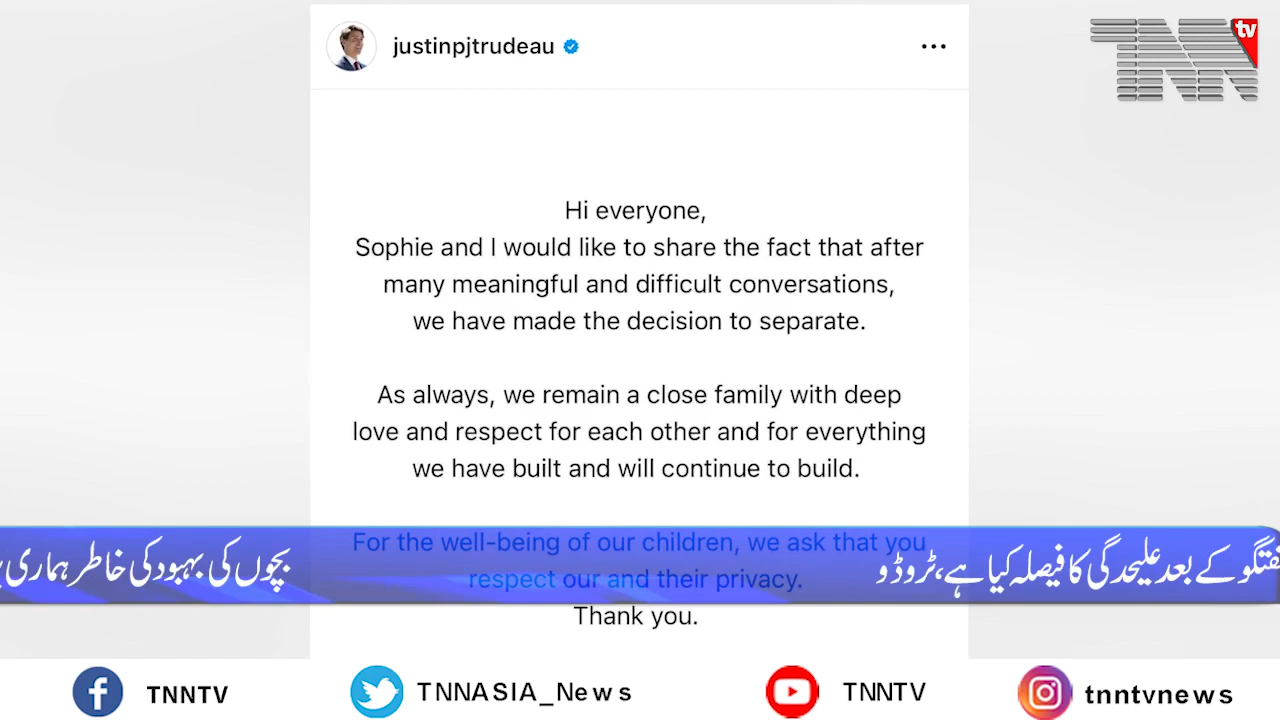 justinpjtrudeau
TNN tv
Hi everyone,
Sophie and I would like to share the fact that after
many meaningful and difficult conversations,
we have made the decision to separate.
As always, we remain a close family with deep
love and respect for each other and for everything
we have built and will continue to build.
For the well-being of our children, we ask that you
respect our and their privacy.
کے بعد علیحدگی کا فیصلہ کیا ہے، ٹروڈو
بچوں کی بہبود کی خاطر ہماری
Thank you.
TNNTV
TNNASIA_News
TNNTV
tnntvnews